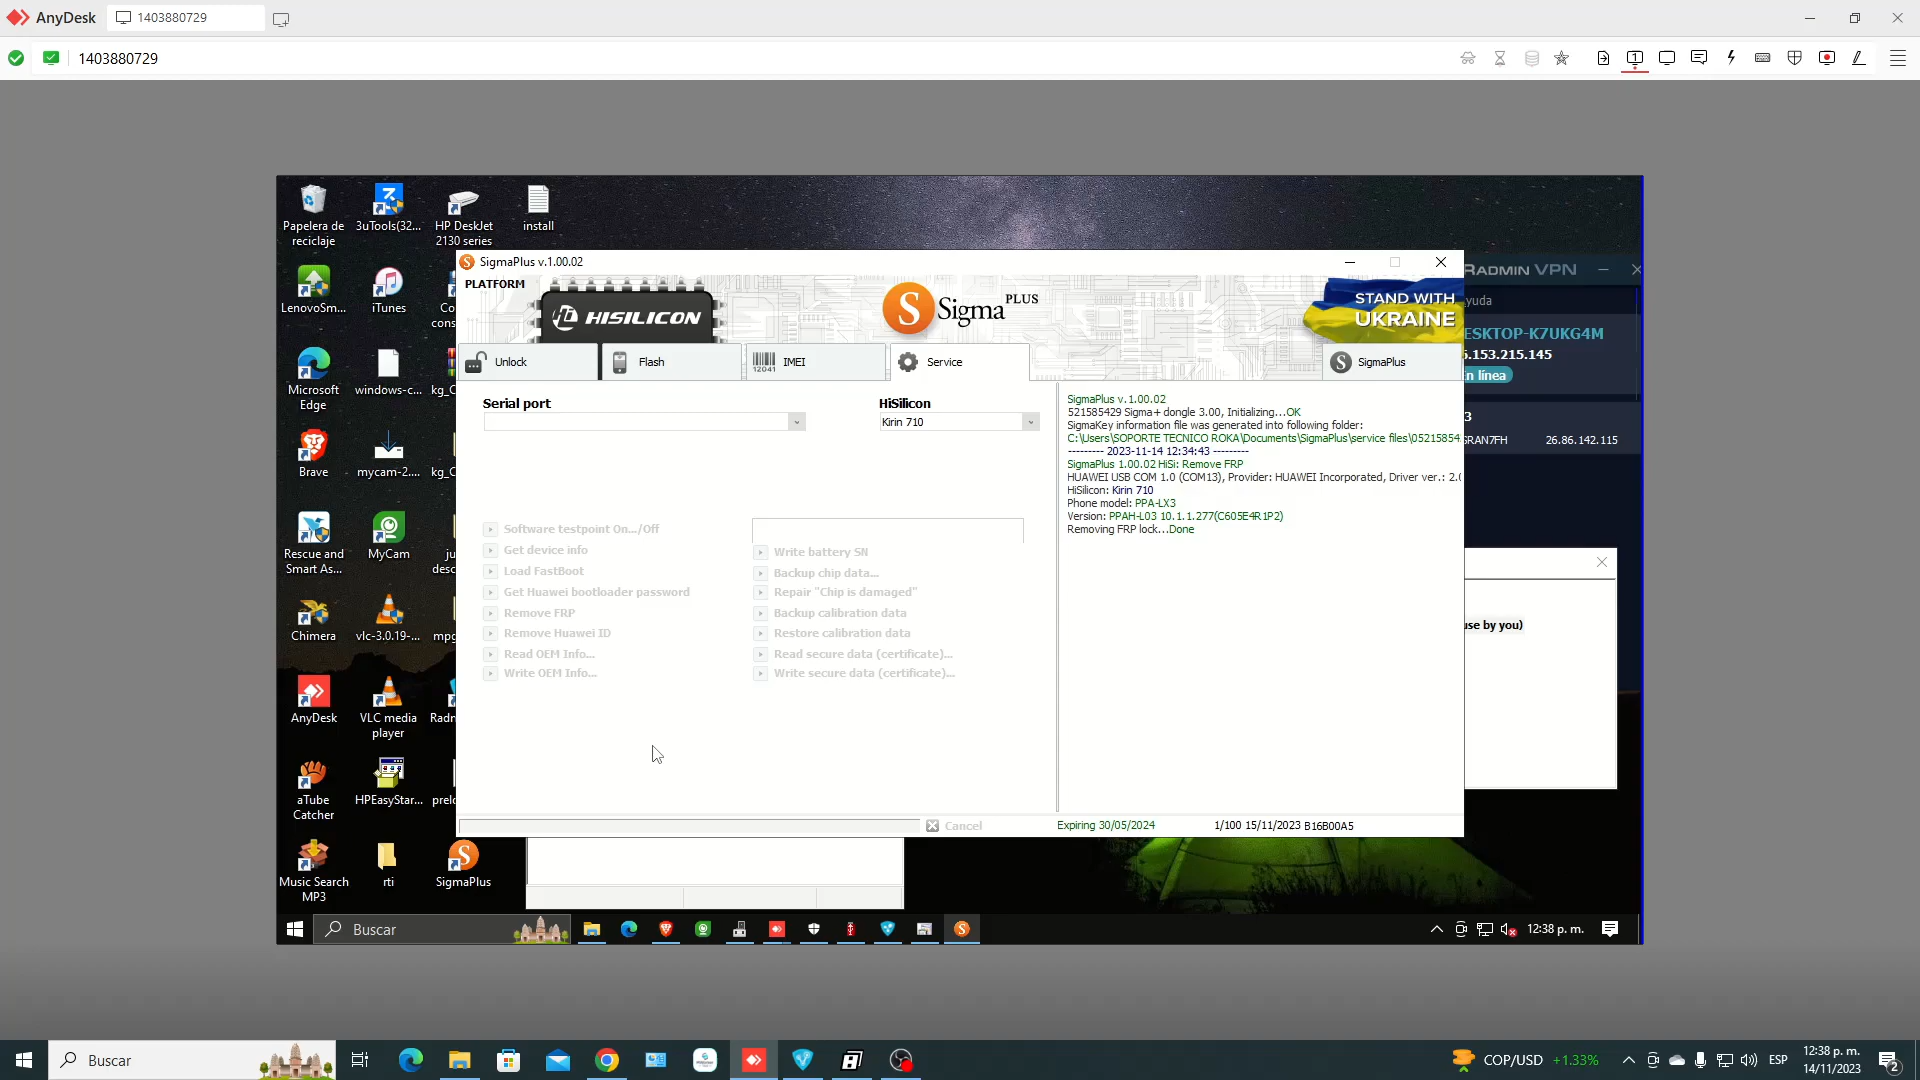 AnyDesk
1403880729
1403880729
Papelera de reciclaje
3uTools(32...
HP DeskJet 2130 series
install
LenovoSm...
iTunes
Microsoft Edge
windows-c...
kg_C
Brave
mycam-2....
kg_C
Rescue and Smart As...
MyCam
Chimera
vlc-3.0.19-...
AnyDesk
VLC media player
aTube Catcher
HPEasyStar...
Music Search MP3
rti
SigmaPlus
SigmaPlus v.1.00.02
PLATFORM
HISILICON
S Sigma PLUS
STAND WITH
UKRAINE
Unlock
Flash
12041
IMEI
Service
SigmaPlus
Serial port
HiSilicon
Kirin 710
Software testpoint On.../Off
Get device info
Load FastBoot
Get Huawei bootloader password
Remove FRP
Remove Huawei ID
Read OEM Info...
Write OEM Info...
Write battery SN
Backup chip data...
Repair "Chip is damaged"
Backup calibration data
Restore calibration data
Read secure data (certificate)...
Write secure data (certificate)...
SigmaPlus v.1.00.02
521585429 Sigma+ dongle 3.00, Initializing...OK
SigmaKey information file was generated into following folder:
C:\Users\SOPORTE TECNICO ROKA\Documents\SigmaPlus\service files\05215854
--------- 2023-11-14 12:34:43 ---------
SigmaPlus 1.00.02 HiSi: Remove FRP
HUAWEI USB COM 1.0 (COM13), Provider: HUAWEI Incorporated, Driver ver.: 2.0
HiSilicon: Kirin 710
Phone model: PPA-LX3
Version: PPAH-L03 10.1.1.277(C605E4R1P2)
Removing FRP lock...Done
Cancel
Expiring 30/05/2024
1/100 15/11/2023 B16B00A5
RADMIN VPN
yuda
ESKTOP-K7UKG4M
.153.215.145
n línea
3
SRAN7FH
26.86.142.115
use by you)
Buscar
12:38 p. m.
Buscar
COP/USD +1.33%
ESP
12:38 p. m.
14/11/2023
2